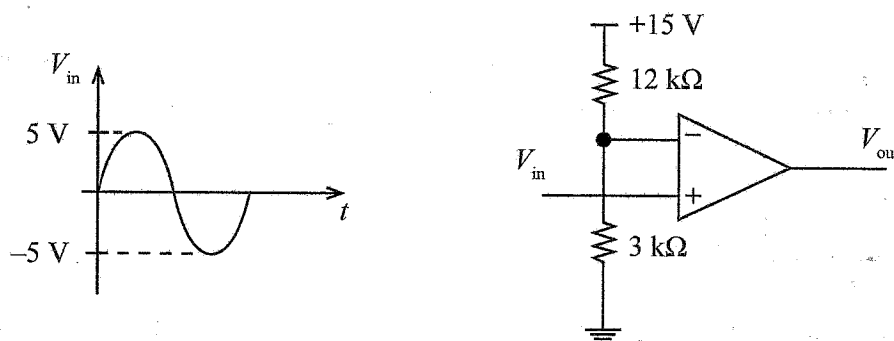 V_in
5 V
−5 V
t
+15 V
12 kΩ
−
V_in
+
3 kΩ
V_ou